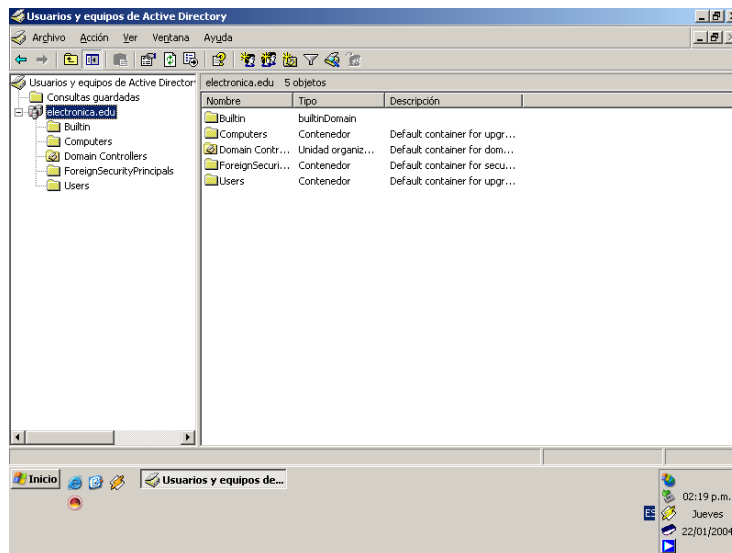 Usuarios y equipos de Active Directory
Archivo Acción Ver Ventana Ayuda
Usuarios y equipos de Active Director
Consultas guardadas
electronica.edu
Builtin
Computers
Domain Controllers
ForeignSecurityPrincipals
Users
electronica.edu 5 objetos
Nombre Tipo Descripción
Builtin builtinDomain
Computers Contenedor Default container for upgr...
Domain Contr... Unidad organiz... Default container for dom...
ForeignSecuri... Contenedor Default container for secu...
Users Contenedor Default container for upgr...
Inicio
Usuarios y equipos de...
ES
02:19 p.m.
Jueves
22/01/2004